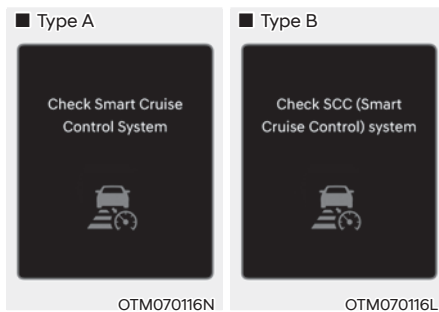 ■ Type A
Check Smart Cruise
Control System
OTM070116N
■ Type B
Check SCC (Smart
Cruise Control) system
OTM070116L